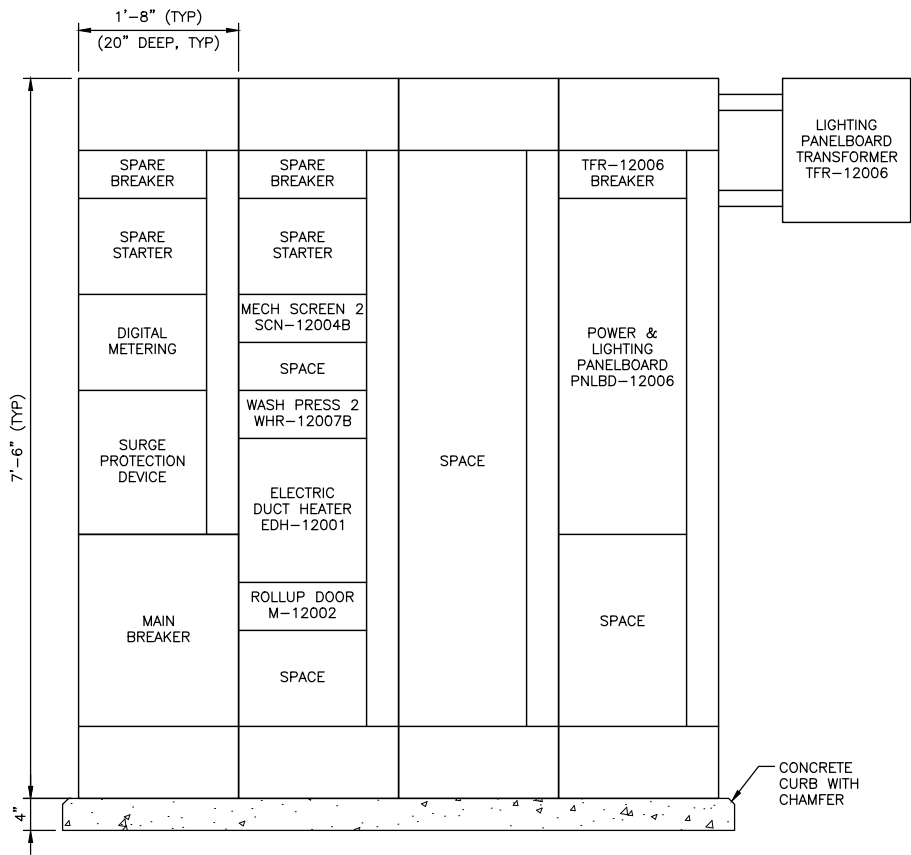 1'-8" (TYP)
(20" DEEP, TYP)
7'-6" (TYP)
4"
SPARE
BREAKER
SPARE
STARTER
DIGITAL
METERING
SURGE
PROTECTION
DEVICE
MAIN
BREAKER
SPARE
BREAKER
SPARE
STARTER
MECH SCREEN 2
SCN-12004B
SPACE
WASH PRESS 2
WHR-12007B
ELECTRIC
DUCT HEATER
EDH-12001
ROLLUP DOOR
M-12002
SPACE
SPACE
TFR-12006
BREAKER
POWER &
LIGHTING
PANELBOARD
PNLBD-12006
SPACE
LIGHTING
PANELBOARD
TRANSFORMER
TFR-12006
CONCRETE
CURB WITH
CHAMFER